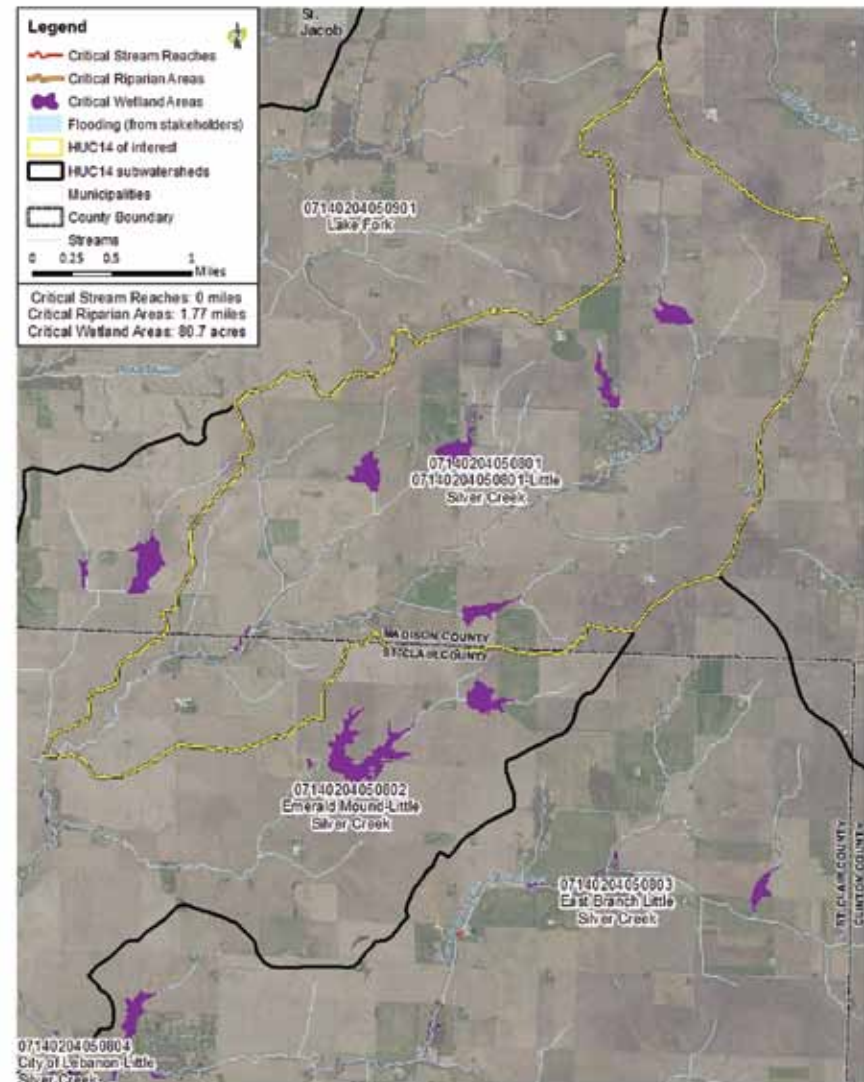 Legend
Critical Stream Reaches
Critical Riparian Areas
Critical Wetland Areas
Flooding (from stakeholders)
HUC14 of interest
HUC14 subwatersheds
Municipalities
County Boundary
Streams
0 0.25 0.5 1
Miles
Critical Stream Reaches: 0 miles
Critical Riparian Areas: 1.77 miles
Critical Wetland Areas: 80.7 acres
St.
Jacob
07140204050901
Lake Fork
07140204050801
07140204050801-Little
Silver Creek
MADISON COUNTY
ST. CLAIR COUNTY
07140204050802
Emerald Mound-Little
Silver Creek
07140204050803
East Branch Little
Silver Creek
ST. CLAIR COUNTY
CLINTON COUNTY
07140204050804
City of Lebanon-Little
Silver Creek